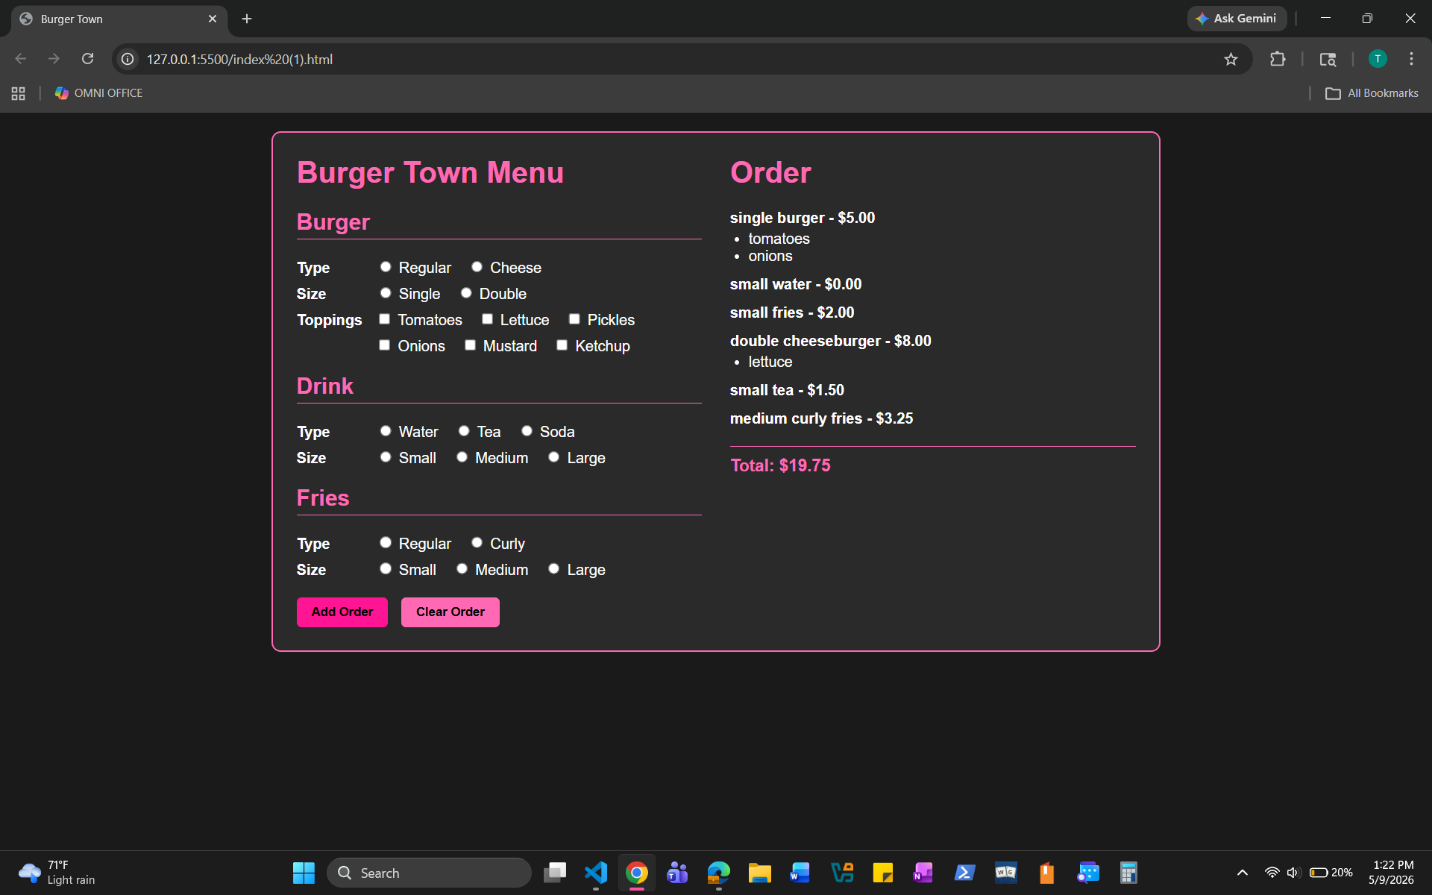 Burger Town
Ask Gemini
127.0.0.1:5500/index%20(1).html
T
OMNI OFFICE
All Bookmarks
Burger Town Menu
Burger
Type Regular Cheese
Size Single Double
Toppings Tomatoes Lettuce Pickles
Onions Mustard Ketchup
Drink
Type Water Tea Soda
Size Small Medium Large
Fries
Type Regular Curly
Size Small Medium Large
Add Order Clear Order
Order
single burger - $5.00
• tomatoes
• onions
small water - $0.00
small fries - $2.00
double cheeseburger - $8.00
• lettuce
small tea - $1.50
medium curly fries - $3.25
Total: $19.75
71°F
Light rain
Search
20%
1:22 PM
5/9/2026